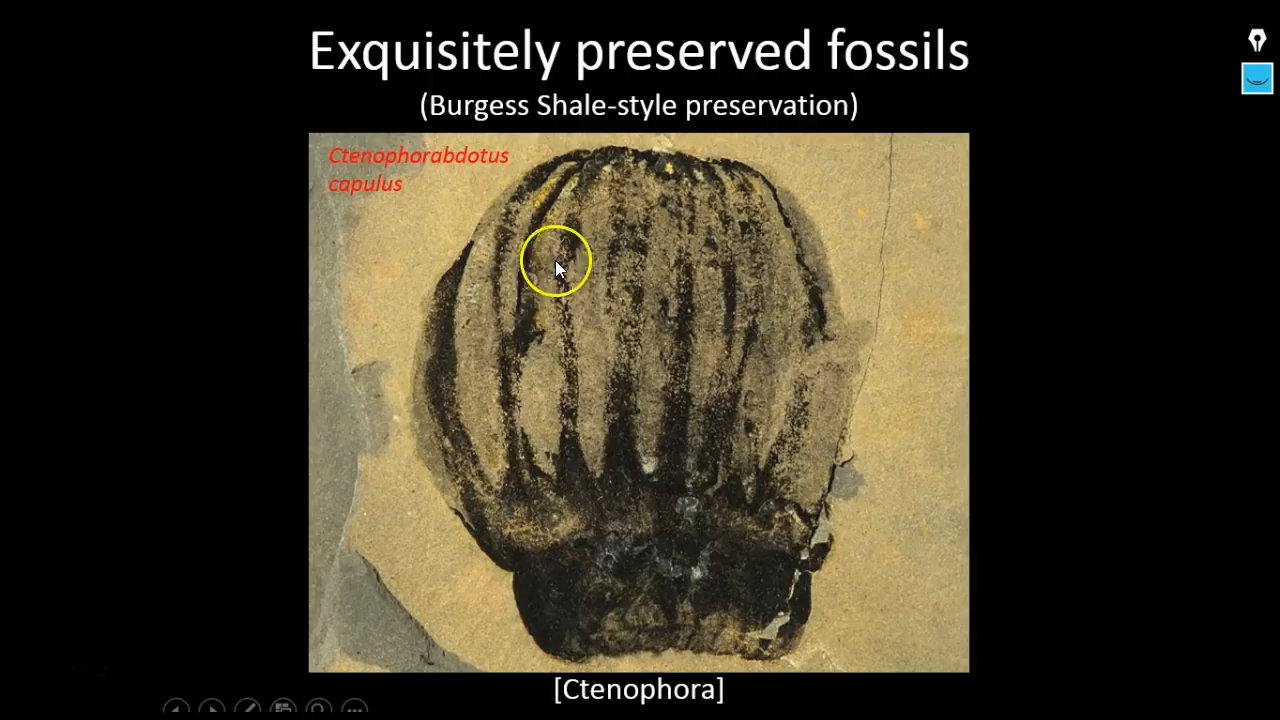 Exquisitely preserved fossils
(Burgess Shale-style preservation)
Ctenophorabdotus
capulus
[Ctenophora]